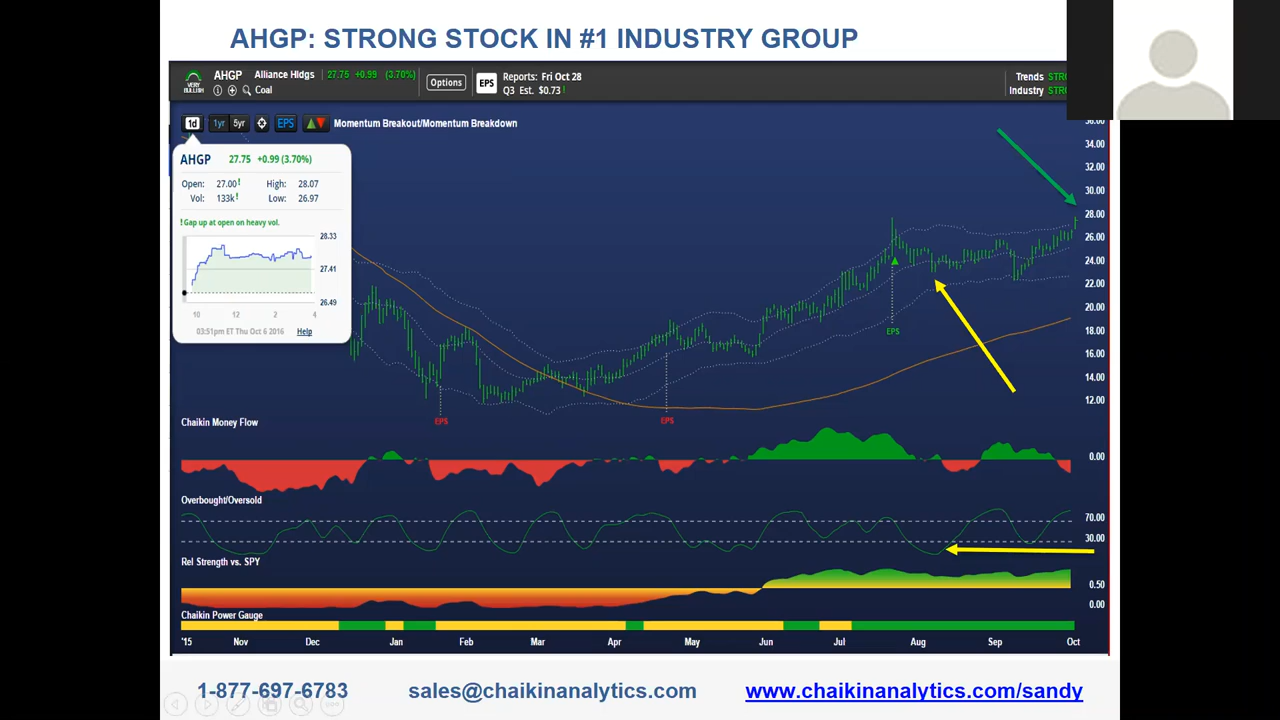 AHGP: STRONG STOCK IN #1 INDUSTRY GROUP
VERY BULLISH
AHGP Alliance Hldgs 27.75 +0.99 (3.70%) Options EPS Reports: Fri Oct 28 Trends STR
Coal Q3 Est. $0.73! Industry STR
1d 1yr 5yr EPS Momentum Breakout/Momentum Breakdown
AHGP 27.75 +0.99 (3.70%)
Open: 27.00! High: 28.07
Vol: 133k! Low: 26.97
! Gap up at open on heavy vol.
28.33
27.41
26.49
10 12 2 4
03:51pm ET Thu Oct 6 2016 Help
36.00
34.00
32.00
30.00
28.00
26.00
24.00
22.00
20.00
18.00
16.00
14.00
12.00
EPS
EPS
EPS
Chaikin Money Flow
0.00
Overbought/Oversold
70.00
30.00
Rel Strength vs. SPY
0.50
0.00
Chaikin Power Gauge
'15 Nov Dec Jan Feb Mar Apr May Jun Jul Aug Sep Oct
1-877-697-6783 sales@chaikinanalytics.com www.chaikinanalytics.com/sandy